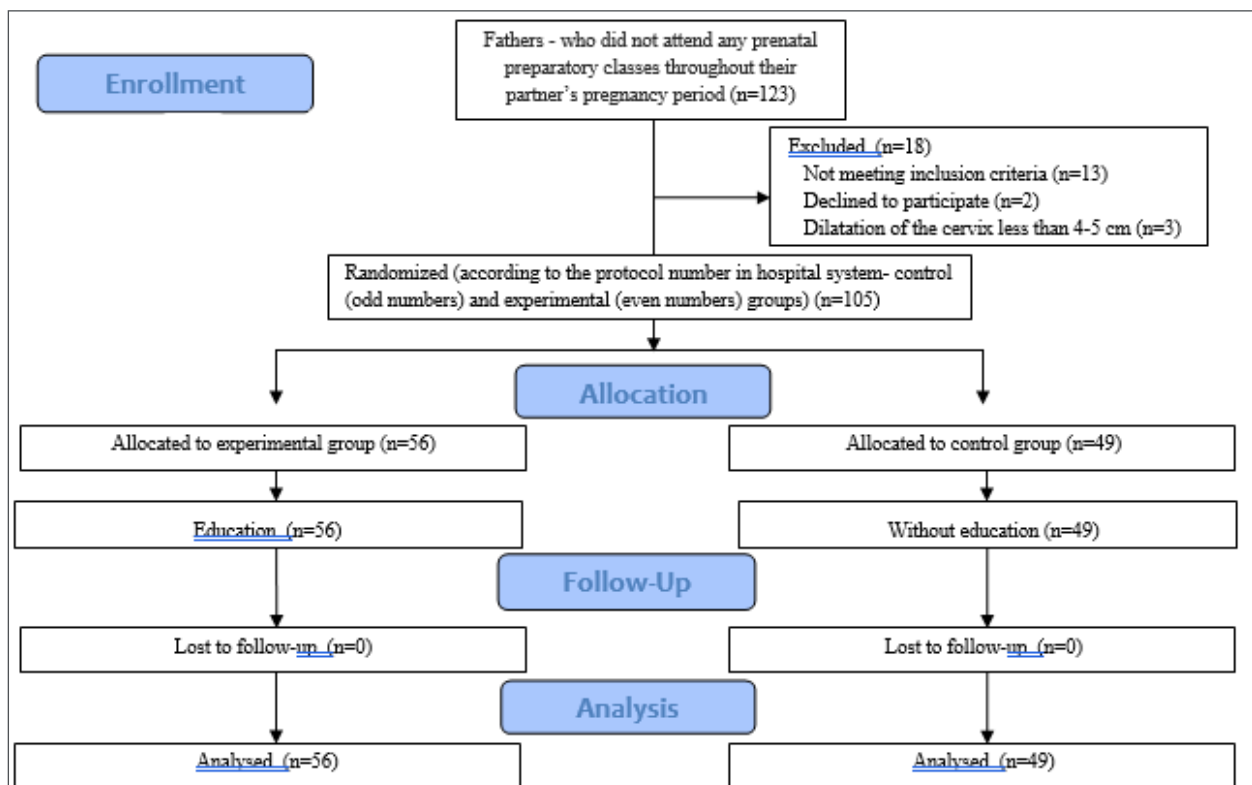 Enrollment
Fathers - who did not attend any prenatal
preparatory classes throughout their
partner's pregnancy period (n=123)
Excluded (n=18)
Not meeting inclusion criteria (n=13)
Declined to participate (n=2)
Dilatation of the cervix less than 4-5 cm (n=3)
Randomized (according to the protocol number in hospital system- control
(odd numbers) and experimental (even numbers) groups) (n=105)
Allocation
Allocated to experimental group (n=56)
Allocated to control group (n=49)
Education (n=56)
Without education (n=49)
Follow-Up
Lost to follow-up (n=0)
Lost to follow-up (n=0)
Analysis
Analysed (n=56)
Analysed (n=49)